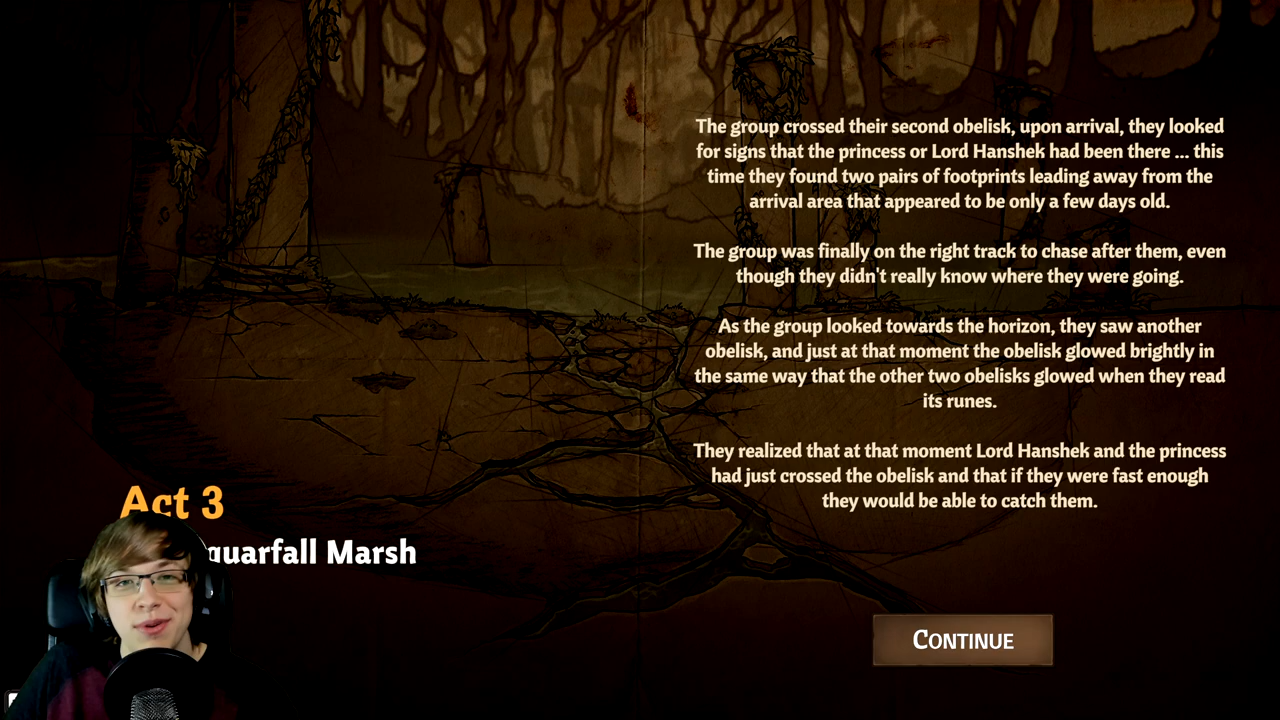 The group crossed their second obelisk, upon arrival, they looked
for signs that the princess or Lord Hanshek had been there ... this
time they found two pairs of footprints leading away from the
arrival area that appeared to be only a few days old.
The group was finally on the right track to chase after them, even
though they didn't really know where they were going.
As the group looked towards the horizon, they saw another
obelisk, and just at that moment the obelisk glowed brightly in
the same way that the other two obelisks glowed when they read
its runes.
They realized that at that moment Lord Hanshek and the princess
had just crossed the obelisk and that if they were fast enough
they would be able to catch them.
Act 3
quarfall Marsh
CONTINUE